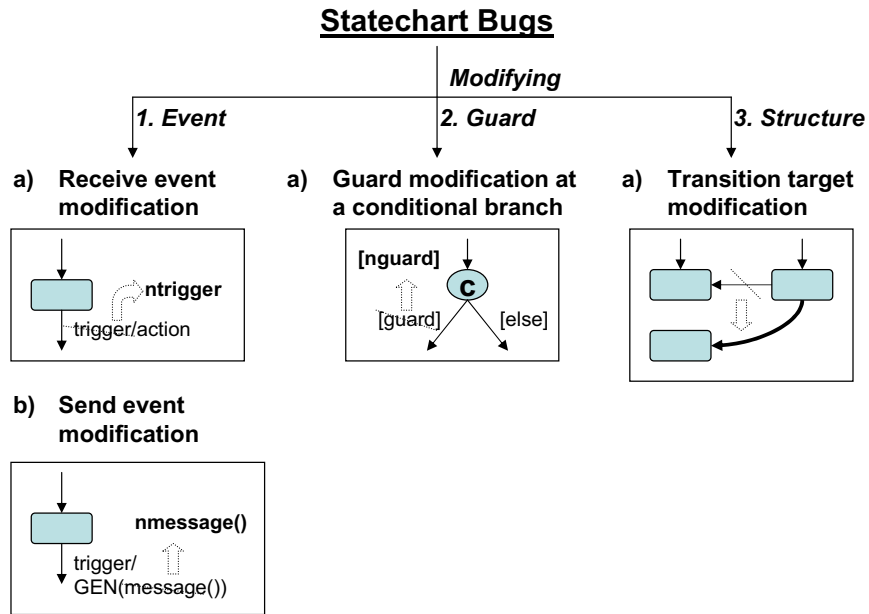 Statechart Bugs
Modifying
1. Event
2. Guard
3. Structure
a) Receive event
modification
ntrigger
trigger/action
a) Guard modification at
a conditional branch
[nguard]
C
[guard]
[else]
a) Transition target
modification
b) Send event
modification
nmessage()
trigger/
GEN(message())